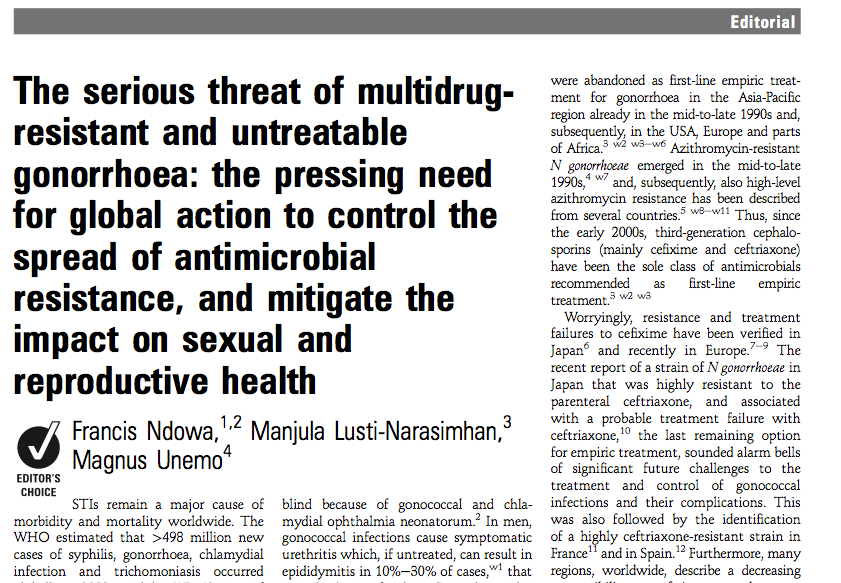 Editorial
The serious threat of multidrug-
resistant and untreatable
gonorrhoea: the pressing need
for global action to control the
spread of antimicrobial
resistance, and mitigate the
impact on sexual and
reproductive health
EDITOR'S
CHOICE
Francis Ndowa,1,2 Manjula Lusti-Narasimhan,3
Magnus Unemo4
STIs remain a major cause of
morbidity and mortality worldwide. The
WHO estimated that >498 million new
cases of syphilis, gonorrhoea, chlamydial
infection and trichomoniasis occurred
blind because of gonococcal and chla-
mydial ophthalmia neonatorum.2 In men,
gonococcal infections cause symptomatic
urethritis which, if untreated, can result in
epididymitis in 10%–30% of cases,w1 that
were abandoned as first-line empiric treat-
ment for gonorrhoea in the Asia-Pacific
region already in the mid-to-late 1990s and,
subsequently, in the USA, Europe and parts
of Africa.3 w2 w3–w6 Azithromycin-resistant
N gonorrhoeae emerged in the mid-to-late
1990s,4 w7 and, subsequently, also high-level
azithromycin resistance has been described
from several countries.5 w8–w11 Thus, since
the early 2000s, third-generation cephalo-
sporins (mainly cefixime and ceftriaxone)
have been the sole class of antimicrobials
recommended as first-line empiric
treatment.3 w2 w3
Worryingly, resistance and treatment
failures to cefixime have been verified in
Japan6 and recently in Europe.7–9 The
recent report of a strain of N gonorrhoeae in
Japan that was highly resistant to the
parenteral ceftriaxone, and associated
with a probable treatment failure with
ceftriaxone,10 the last remaining option
for empiric treatment, sounded alarm bells
of significant future challenges to the
treatment and control of gonococcal
infections and their complications. This
was also followed by the identification
of a highly ceftriaxone-resistant strain in
France11 and in Spain.12 Furthermore, many
regions, worldwide, describe a decreasing